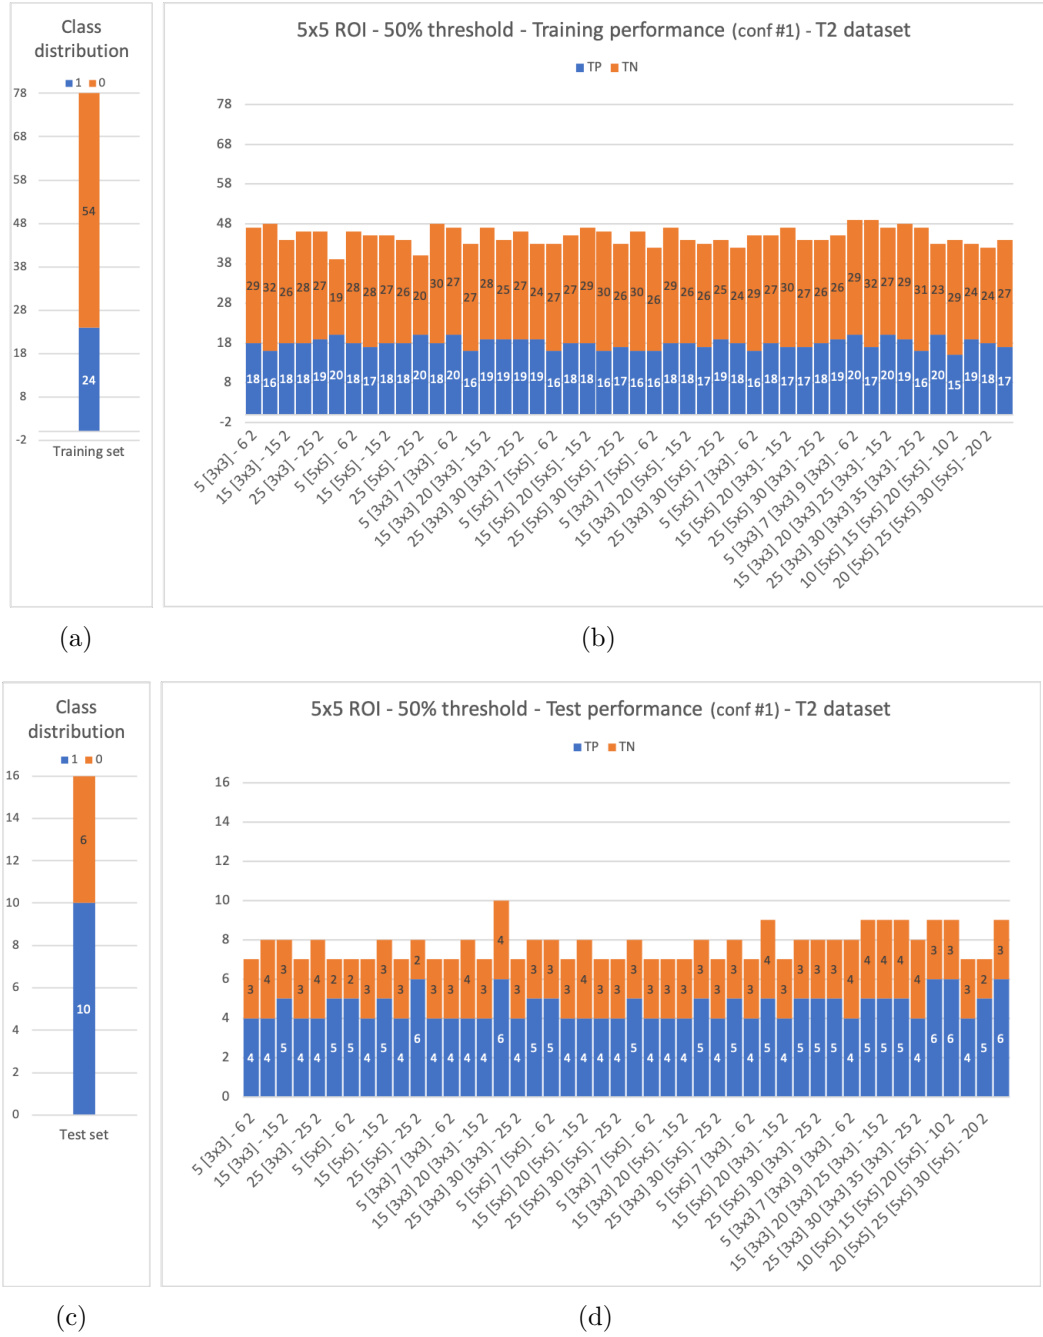 Class
distribution
1 0
78
68
58
48
38
28
18
8
-2
54
24
Training set
(a)
5x5 ROI - 50% threshold - Training performance (conf #1) - T2 dataset
TP TN
78
68
58
48
38
28
18
8
-2
29 32 26 28 27 19 28 28 27 26 20 30 27 27 28 25 27 24 27 27 29 30 26 30 26 29 26 26 25 24 29 27 30 27 26 26 29 32 27 29 31 23 29 24 24 27
18 16 18 18 19 20 18 17 18 18 20 18 20 16 19 19 19 19 16 18 18 16 17 16 16 18 18 17 19 18 16 18 17 17 18 19 20 17 20 19 16 20 15 19 18 17
5 [3x3] - 6 2
15 [3x3] - 15 2
25 [3x3] - 25 2
5 [5x5] - 6 2
15 [5x5] - 15 2
25 [5x5] - 25 2
5 [3x3] 7 [3x3] - 6 2
15 [3x3] 20 [3x3] - 15 2
25 [3x3] 30 [3x3] - 25 2
5 [5x5] 7 [5x5] - 6 2
15 [5x5] 20 [5x5] - 15 2
25 [5x5] 30 [5x5] - 25 2
5 [3x3] 7 [5x5] - 6 2
15 [3x3] 20 [5x5] - 15 2
25 [3x3] 30 [5x5] - 25 2
5 [5x5] 7 [3x3] - 6 2
15 [5x5] 20 [3x3] - 15 2
25 [5x5] 30 [3x3] - 25 2
5 [3x3] 7 [3x3] 9 [3x3] - 6 2
15 [3x3] 20 [3x3] 25 [3x3] - 15 2
25 [3x3] 30 [3x3] 35 [3x3] - 25 2
10 [5x5] 15 [5x5] 20 [5x5] - 10 2
20 [5x5] 25 [5x5] 30 [5x5] - 20 2
(b)
Class
distribution
1 0
16
14
12
10
8
6
4
2
0
6
10
Test set
(c)
5x5 ROI - 50% threshold - Test performance (conf #1) - T2 dataset
TP TN
16
14
12
10
8
6
4
2
0
3 4 3 3 4 2 2 3 3 3 2 3 3 4 3 4 3 3 3 3 4 3 3 3 3 3 3 3 3 3 3 4 3 3 3 3 4 4 4 4 4 3 3 3 2 3
4 4 5 4 4 5 5 4 5 4 6 4 4 4 4 6 4 5 5 4 4 4 4 5 4 4 4 5 4 5 4 5 4 5 5 5 4 5 5 5 4 6 6 4 5 6
5 [3x3] - 6 2
15 [3x3] - 15 2
25 [3x3] - 25 2
5 [5x5] - 6 2
15 [5x5] - 15 2
25 [5x5] - 25 2
5 [3x3] 7 [3x3] - 6 2
15 [3x3] 20 [3x3] - 15 2
25 [3x3] 30 [3x3] - 25 2
5 [5x5] 7 [5x5] - 6 2
15 [5x5] 20 [5x5] - 15 2
25 [5x5] 30 [5x5] - 25 2
5 [3x3] 7 [5x5] - 6 2
15 [3x3] 20 [5x5] - 15 2
25 [3x3] 30 [5x5] - 25 2
5 [5x5] 7 [3x3] - 6 2
15 [5x5] 20 [3x3] - 15 2
25 [5x5] 30 [3x3] - 25 2
5 [3x3] 7 [3x3] 9 [3x3] - 6 2
15 [3x3] 20 [3x3] 25 [3x3] - 15 2
25 [3x3] 30 [3x3] 35 [3x3] - 25 2
10 [5x5] 15 [5x5] 20 [5x5] - 10 2
20 [5x5] 25 [5x5] 30 [5x5] - 20 2
(d)